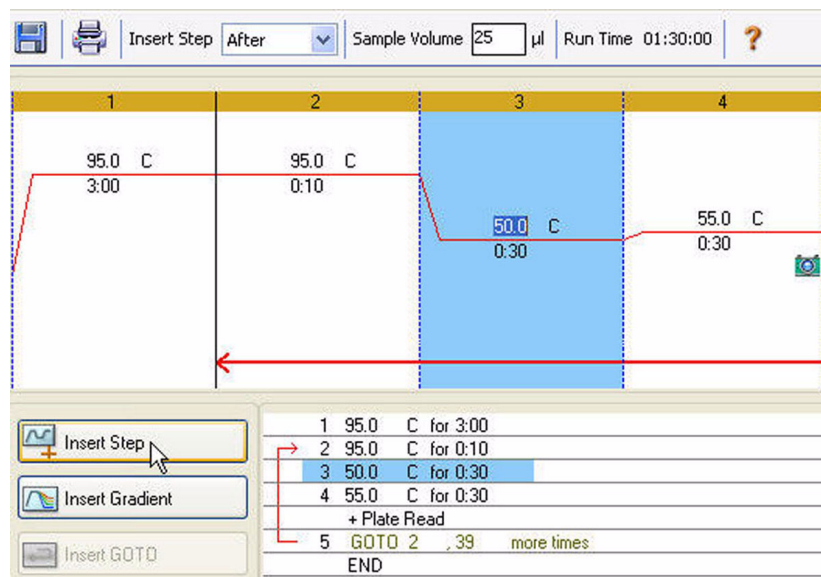 Insert Step After Sample Volume 25 µl Run Time 01:30:00 ?
1 2 3 4
95.0 C 95.0 C
3:00 0:10
50.0 C 55.0 C
0:30 0:30
Insert Step
Insert Gradient
Insert GOTO
1 95.0 C for 3:00
2 95.0 C for 0:10
3 50.0 C for 0:30
4 55.0 C for 0:30
+ Plate Read
5 GOTO 2 , 39 more times
END